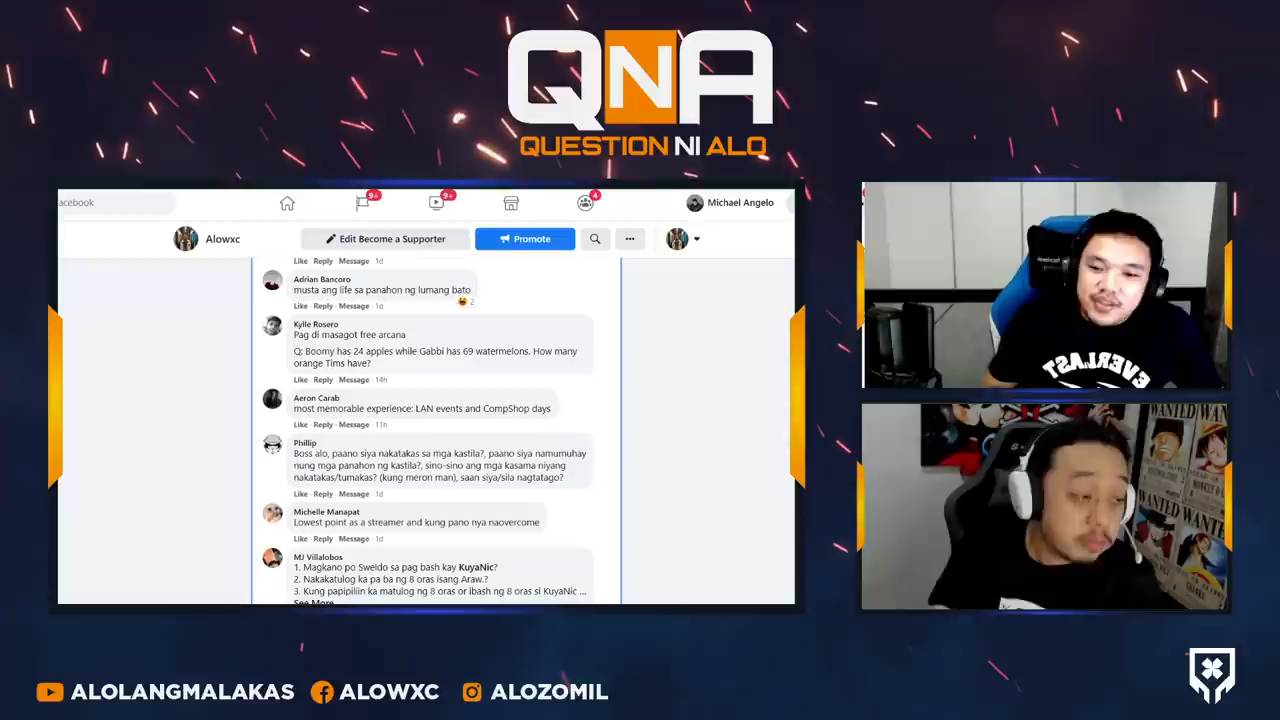 QNA
QUESTION NI ALO
acebook
9+
9+
4
Michael Angelo
Alowxc
Edit Become a Supporter
Promote
Like · Reply · Message · 1d
Adrian Bancoro
musta ang life sa panahon ng lumang bato
2
Like · Reply · Message · 1d
Kylle Rosero
Pag di masagot free arcana
Q: Boomy has 24 apples while Gabbi has 69 watermelons. How many
orange Tims have?
Like · Reply · Message · 14h
Aeron Carab
most memorable experience: LAN events and CompShop days
Like · Reply · Message · 11h
Phillip
Boss alo, paano siya nakatakas sa mga kastila?, paano siya namumuhay
nung mga panahon ng kastila?, sino-sino ang mga kasama niyang
nakatakas/tumakas? (kung meron man), saan siya/sila nagtatago?
Like · Reply · Message · 1d
Michelle Manapat
Lowest point as a streamer and kung pano nya naovercome
Like · Reply · Message · 1d
MJ Villalobos
1. Magkano po Sweldo sa pag bash kay KuyaNic?
2. Nakakatulog ka pa ba ng 8 oras isang Araw.?
3. Kung papipiliin ka matulog ng 8 oras or ibash ng 8 oras si KuyaNic ...
See More
EVERLAST
WANTED WAN
WANTED
WANTE
ALOLANGMALAKAS
ALOWXC
ALOZOMIL